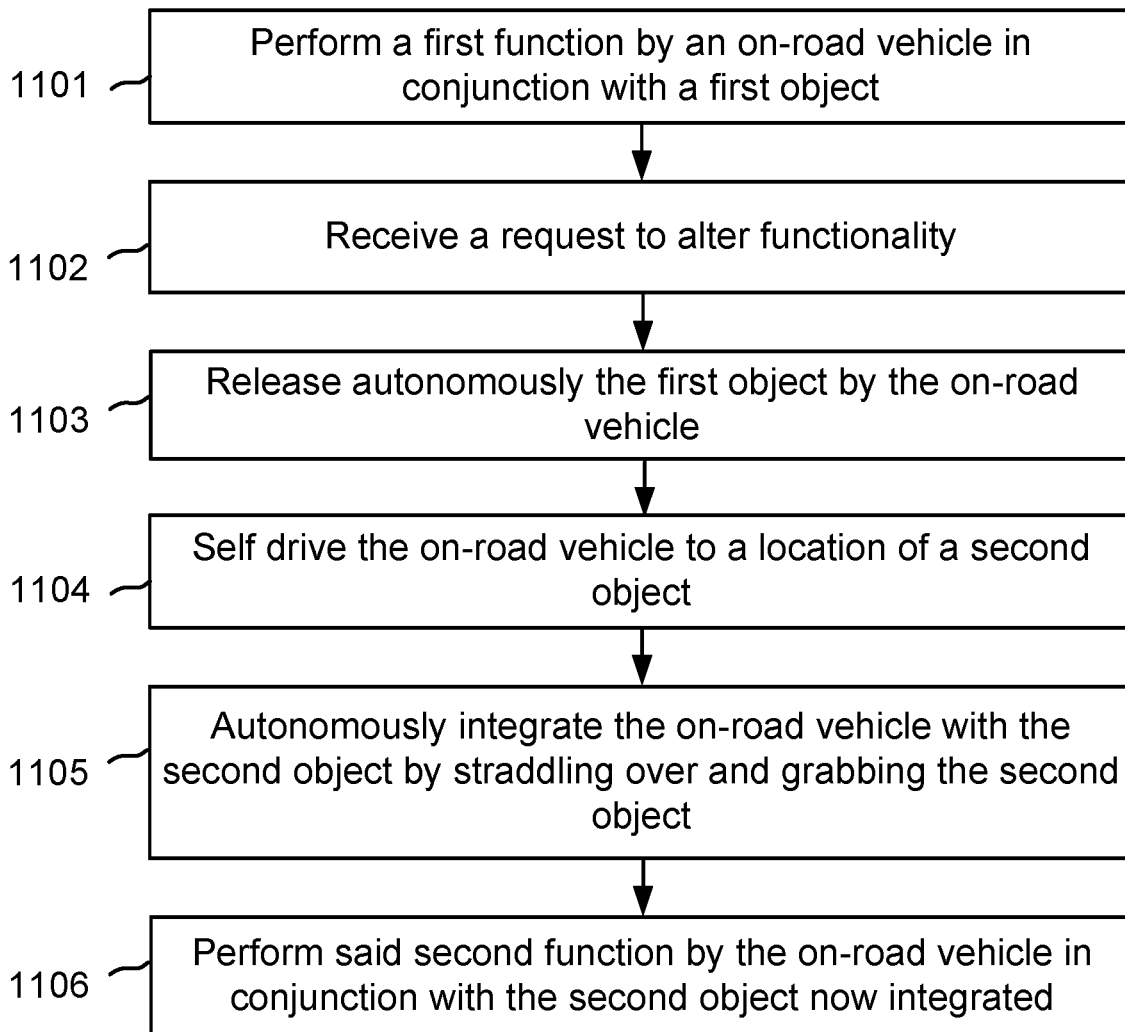 1101
Perform a first function by an on-road vehicle in
conjunction with a first object
1102
Receive a request to alter functionality
1103
Release autonomously the first object by the on-road
vehicle
1104
Self drive the on-road vehicle to a location of a second
object
1105
Autonomously integrate the on-road vehicle with the
second object by straddling over and grabbing the second
object
1106
Perform said second function by the on-road vehicle in
conjunction with the second object now integrated